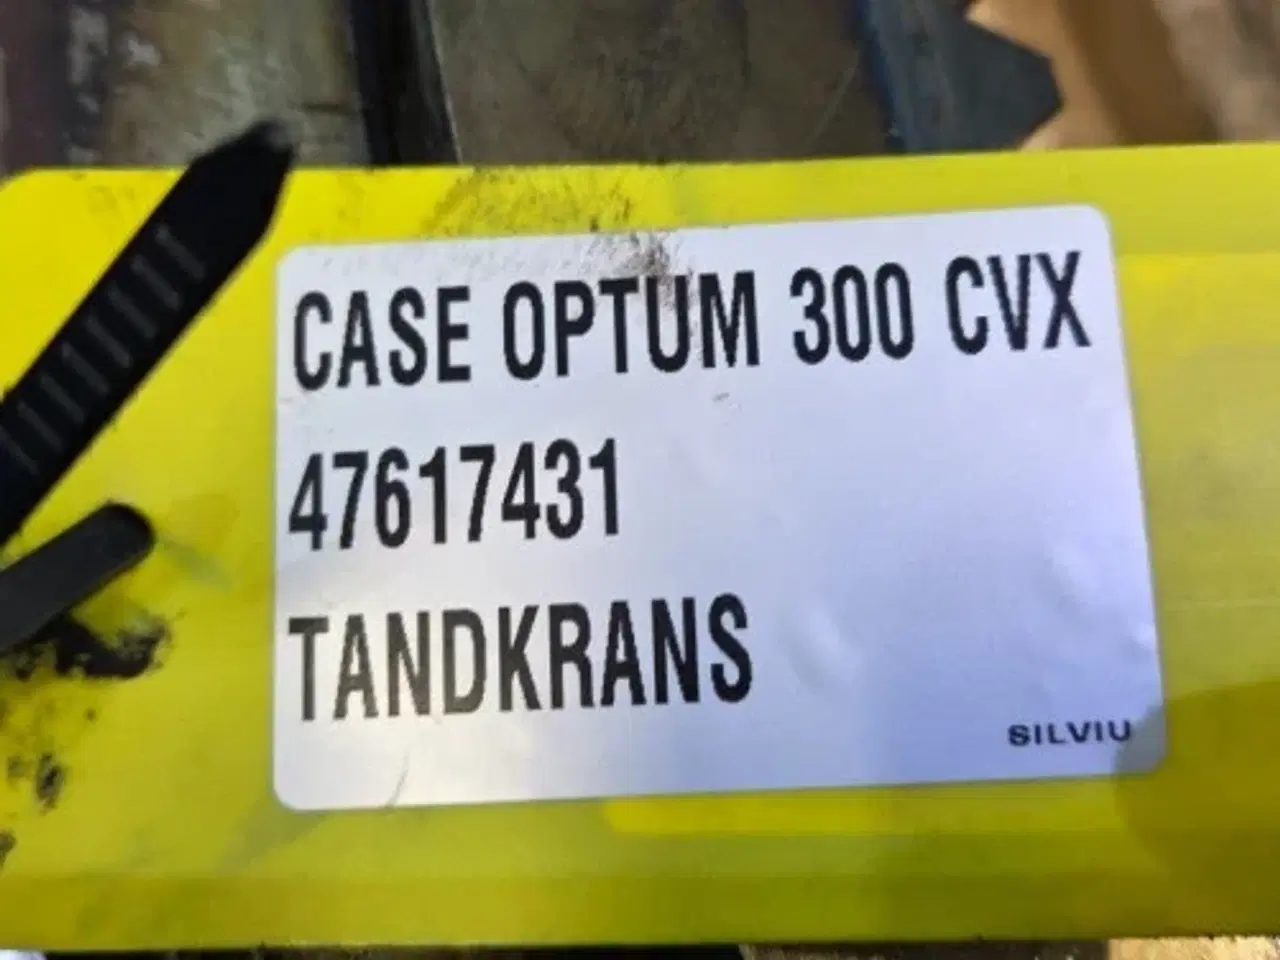 CASE OPTUM 300 CVX
47617431
TANDKRANS
SILVIU